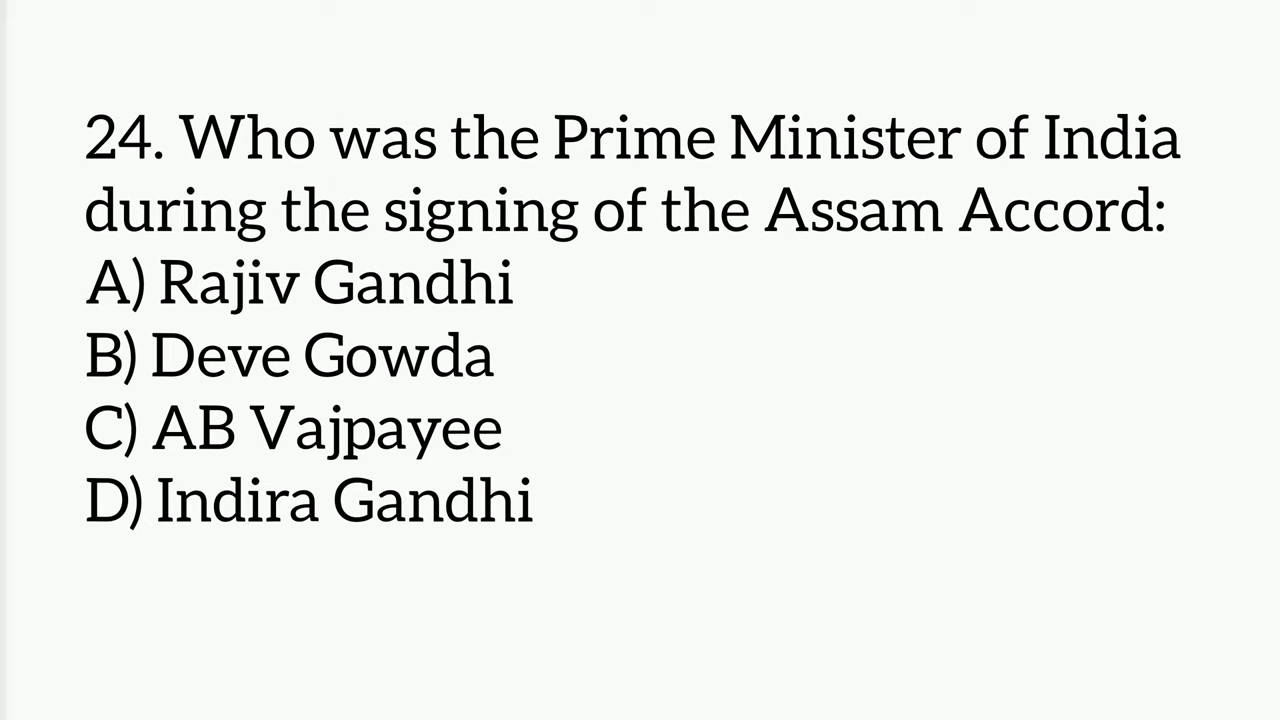 24. Who was the Prime Minister of India
during the signing of the Assam Accord:
A) Rajiv Gandhi
B) Deve Gowda
C) AB Vajpayee
D) Indira Gandhi